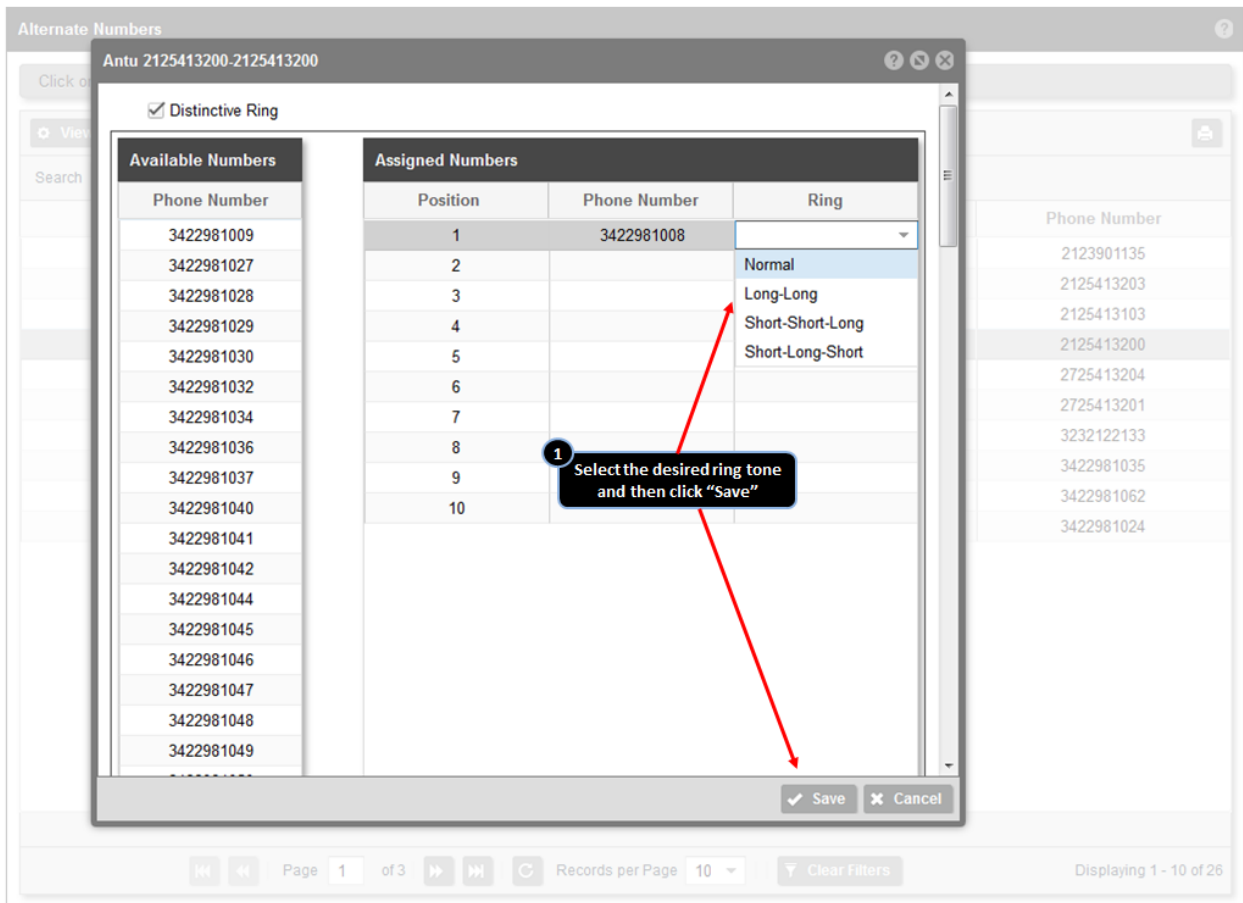 Alternate Numbers
Antu 2125413200-2125413200
Click
Distinctive Ring
View
Search
Available Numbers
Assigned Numbers
Phone Number
Position Phone Number Ring
Phone Number
3422981009
1 3422981008
2123901135
3422981027
2
Normal
2125413203
3422981028
3
Long-Long
2125413103
3422981029
4
Short-Short-Long
2125413200
3422981030
5
Short-Long-Short
2725413204
3422981032
6
2725413201
3422981034
7
3232122133
3422981036
8
3422981035
3422981037
9
3422981062
3422981040
10
3422981024
1
Select the desired ring tone
and then click “Save”
3422981041
3422981042
3422981044
3422981045
3422981046
3422981047
3422981048
3422981049
Save Cancel
Page 1 of 3 Records per Page 10 Clear Filters Displaying 1 - 10 of 26